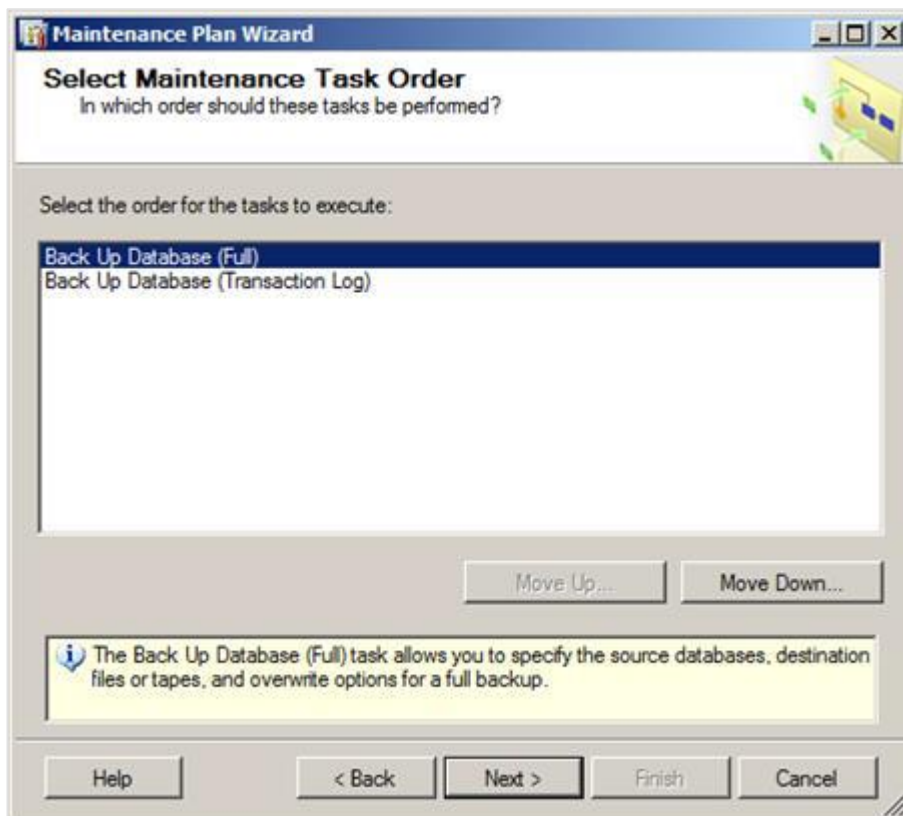 Maintenance Plan Wizard
Select Maintenance Task Order
In which order should these tasks be performed?
Select the order for the tasks to execute:
Back Up Database (Full)
Back Up Database (Transaction Log)
Move Up...
Move Down...
The Back Up Database (Full) task allows you to specify the source databases, destination
files or tapes, and overwrite options for a full backup.
Help
< Back
Next >
Finish
Cancel